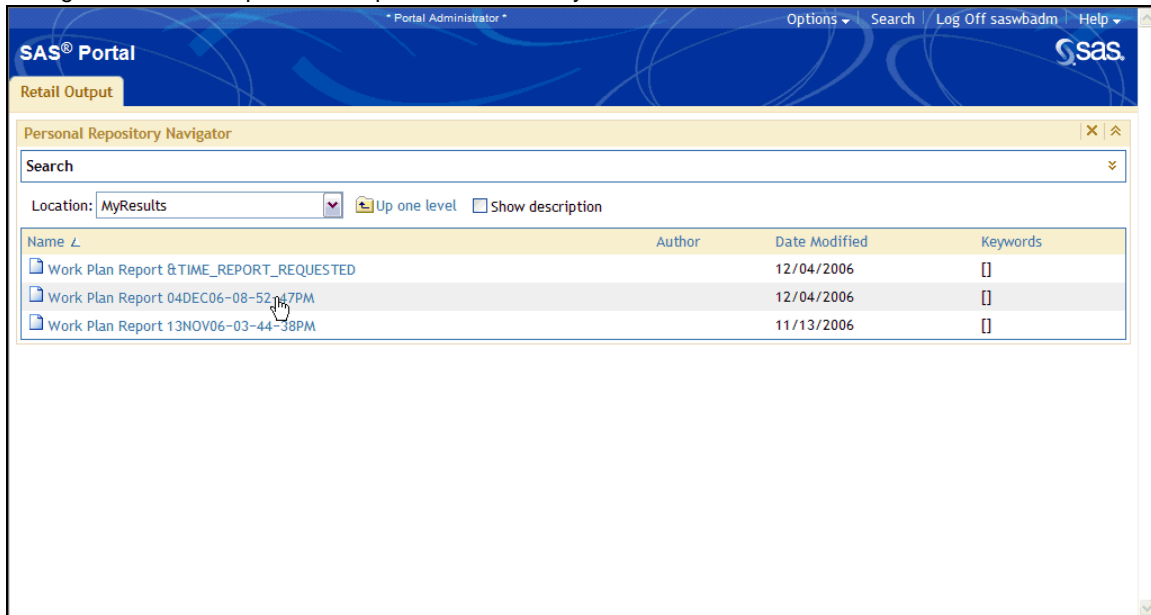 * Portal Administrator *
Options Search Log Off saswbadm Help
SAS® Portal
sas.
Retail Output
Personal Repository Navigator
Search
Location: MyResults Up one level Show description
Name Author Date Modified Keywords
Work Plan Report &TIME_REPORT_REQUESTED 12/04/2006 []
Work Plan Report 04DEC06-08-52-47PM 12/04/2006 []
Work Plan Report 13NOV06-03-44-38PM 11/13/2006 []